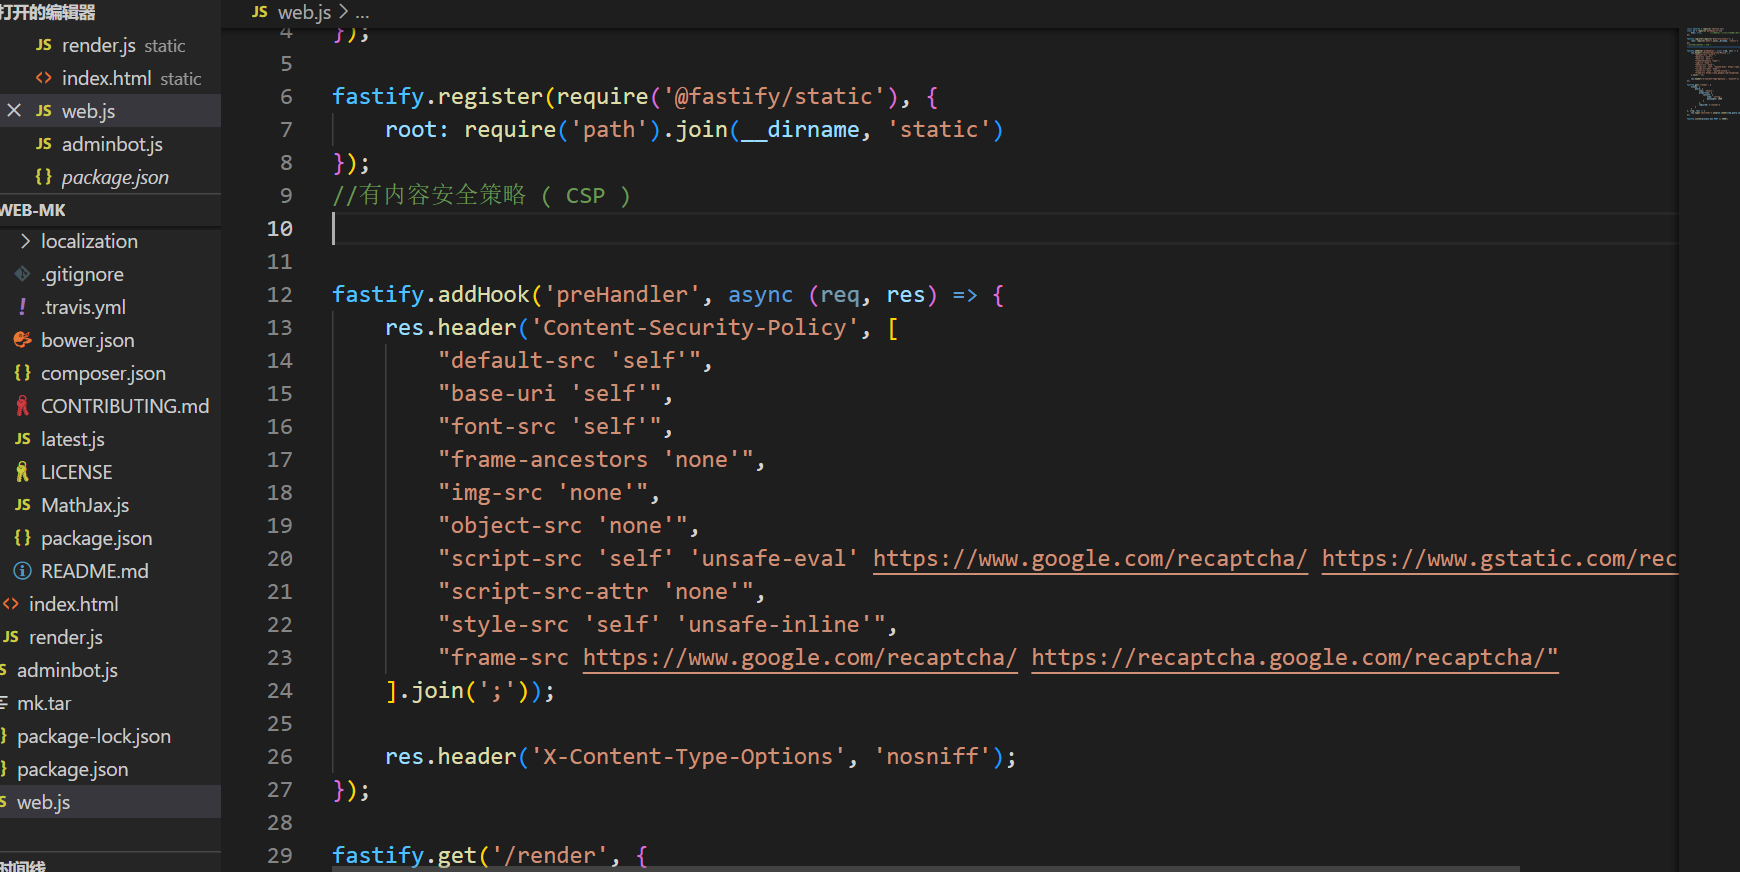 打开的编辑器
JS render.js static
<> index.html static
JS web.js
JS adminbot.js
{} package.json
WEB-MK
localization
.gitignore
! .travis.yml
bower.json
{} composer.json
CONTRIBUTING.md
JS latest.js
LICENSE
JS MathJax.js
{} package.json
README.md
<> index.html
JS render.js
S adminbot.js
mk.tar
} package-lock.json
} package.json
S web.js
时间线
JS web.js > ...
4 });
5
6 fastify.register(require('@fastify/static'), {
7 root: require('path').join(__dirname, 'static')
8 });
9 //有内容安全策略 ( CSP )
10
11
12 fastify.addHook('preHandler', async (req, res) => {
13 res.header('Content-Security-Policy', [
14 "default-src 'self'",
15 "base-uri 'self'",
16 "font-src 'self'",
17 "frame-ancestors 'none'",
18 "img-src 'none'",
19 "object-src 'none'",
20 "script-src 'self' 'unsafe-eval' https://www.google.com/recaptcha/ https://www.gstatic.com/rec
21 "script-src-attr 'none'",
22 "style-src 'self' 'unsafe-inline'",
23 "frame-src https://www.google.com/recaptcha/ https://recaptcha.google.com/recaptcha/"
24 ].join(';'));
25
26 res.header('X-Content-Type-Options', 'nosniff');
27 });
28
29 fastify.get('/render', {